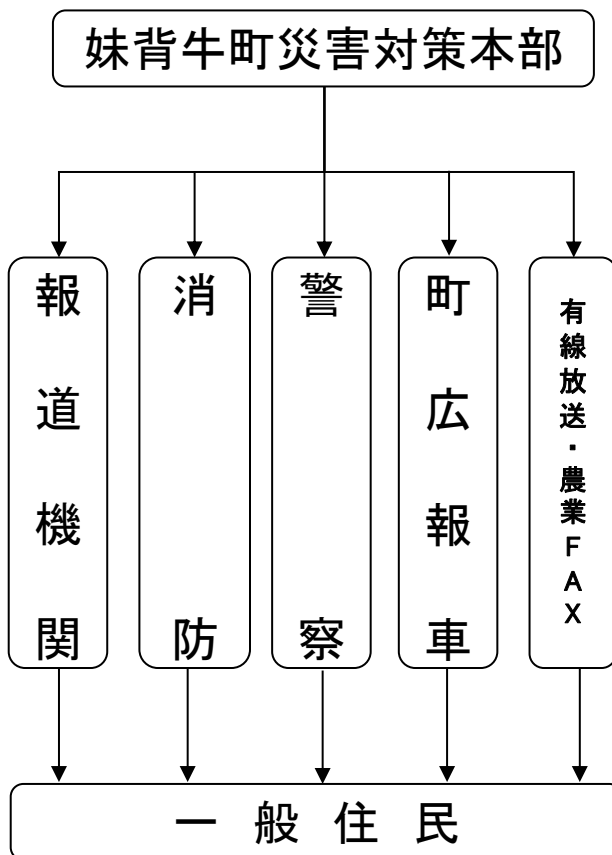 妹背牛町災害対策本部
報道機関
消防
警察
町広報車
有線放送・農業FAX
一般住民